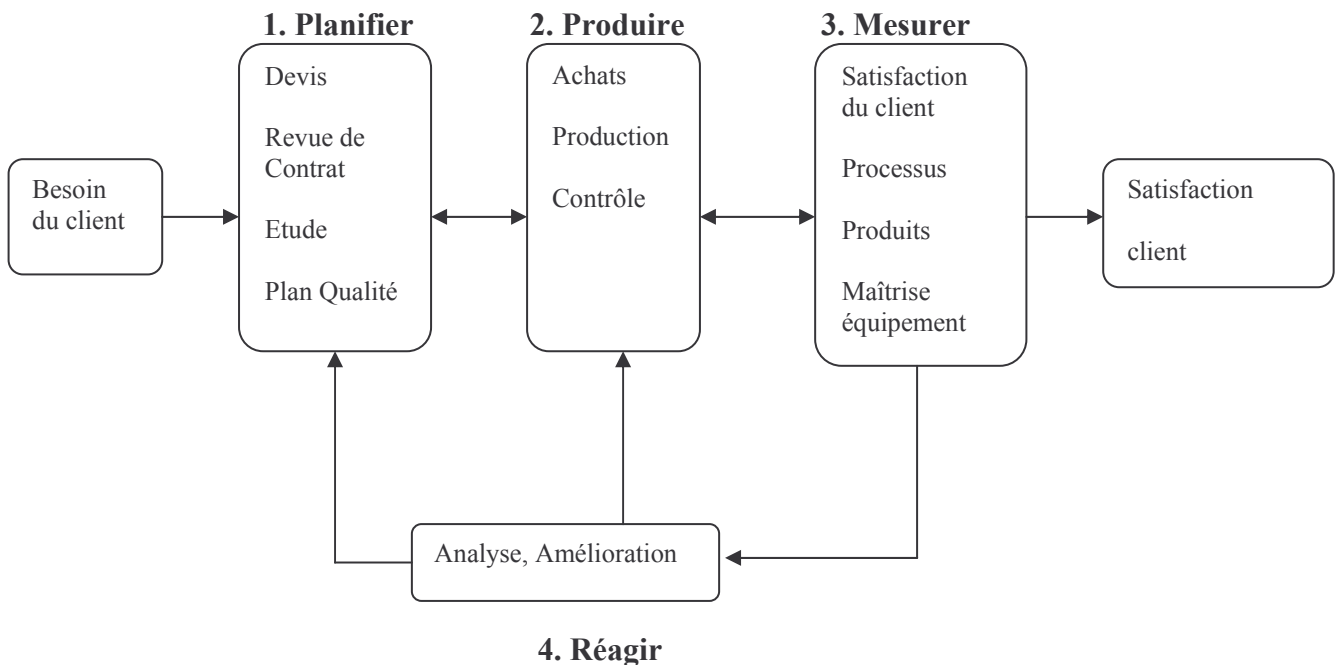 1. Planifier
2. Produire
3. Mesurer
Besoin
du client
Devis
Revue de
Contrat
Etude
Plan Qualité
Achats
Production
Contrôle
Satisfaction
du client
Processus
Produits
Maîtrise
équipement
Satisfaction
client
Analyse, Amélioration
4. Réagir